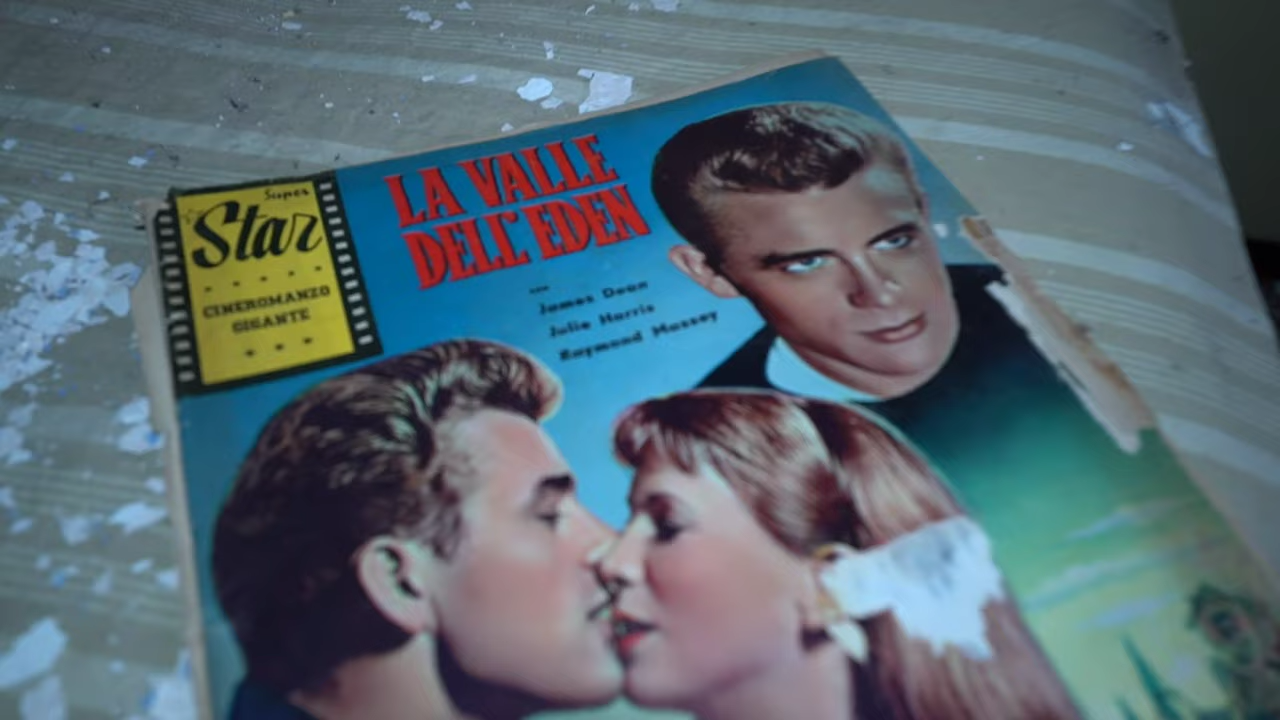 Super
Star
CINEROMANZO
GIGANTE
LA VALLE
DELL'EDEN
con
James Dean
Julie Harris
Raymond Massey